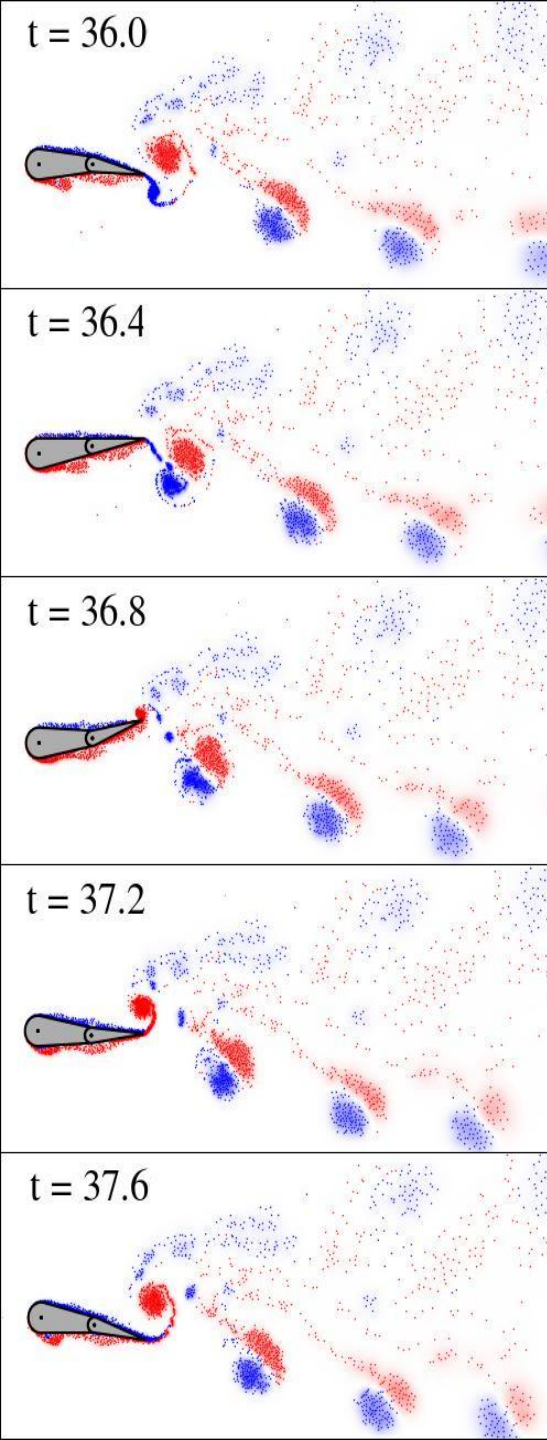 t = 36.0
t = 36.4
t = 36.8
t = 37.2
t = 37.6